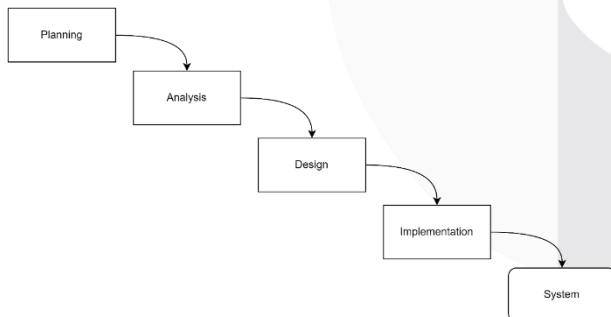 Planning
Analysis
Design
Implementation
System